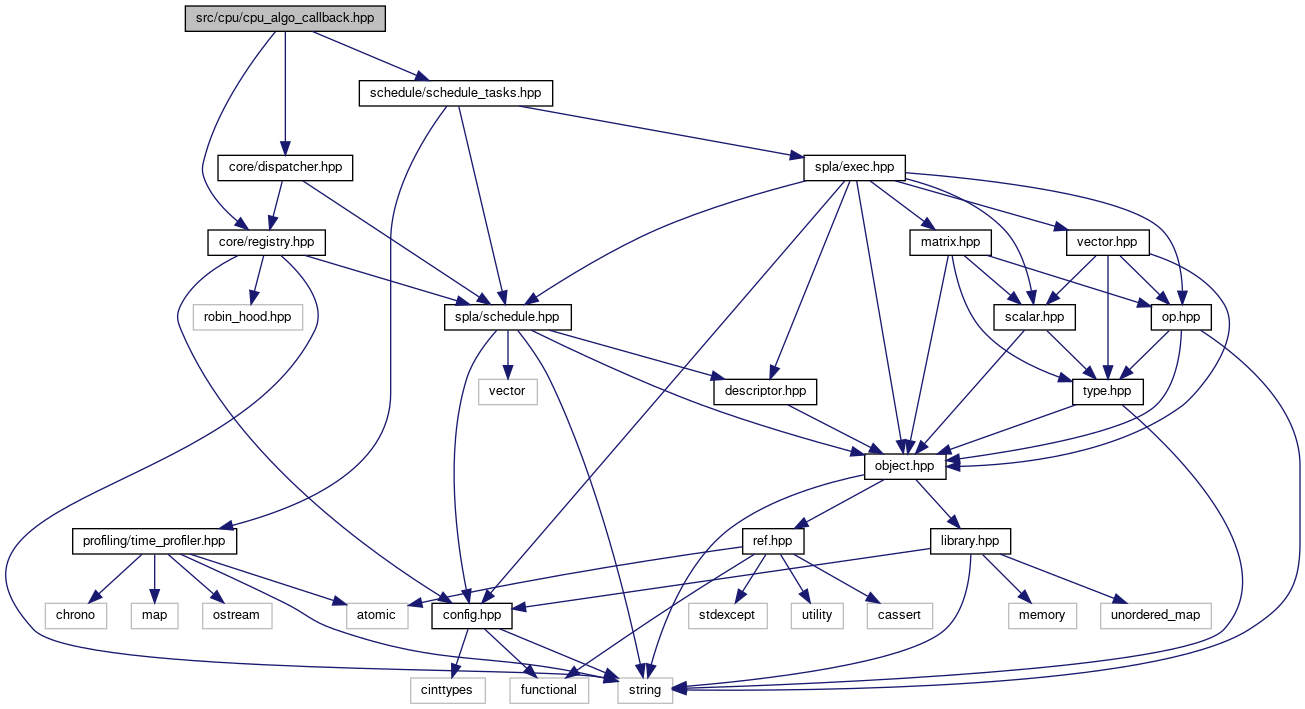 src/cpu/cpu_algo_callback.hpp
schedule/schedule_tasks.hpp
core/dispatcher.hpp
spla/exec.hpp
core/registry.hpp
matrix.hpp
vector.hpp
robin_hood.hpp
spla/schedule.hpp
scalar.hpp
op.hpp
vector
descriptor.hpp
type.hpp
object.hpp
profiling/time_profiler.hpp
ref.hpp
library.hpp
chrono
map
ostream
atomic
config.hpp
stdexcept
utility
cassert
memory
unordered_map
cinttypes
functional
string